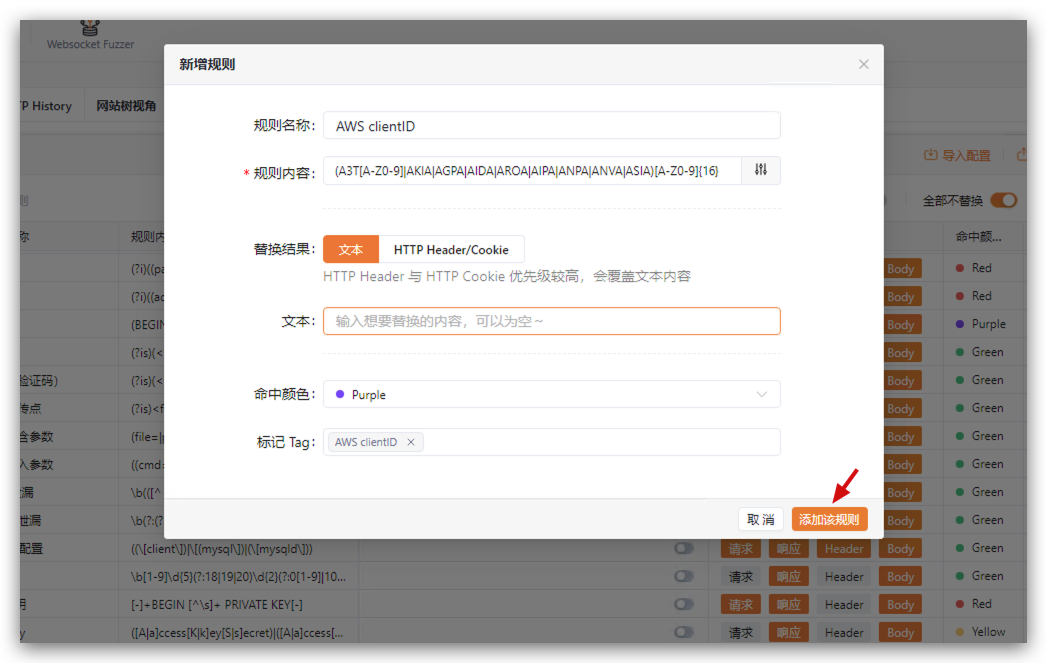 Websocket Fuzzer
新增规则
TP History
网站树视角
规则名称:
AWS clientID
导入配置
* 规则内容:
(A3T[A-Z0-9]|AKIA|AGPA|AIDA|AROA|AIPA|ANPA|ANVA|ASIA)[A-Z0-9]{16}
则
全部不替换
称
规则内
命中颜...
替换结果:
文本
HTTP Header/Cookie
HTTP Header 与 HTTP Cookie 优先级较高，会覆盖文本内容
(?i)((pa
Body
Red
(?i)((ac
Body
Red
文本:
输入想要替换的内容，可以为空～
(BEGIN
Body
Purple
(?is)(<
Body
Green
验证码)
(?is)(<
Body
Green
命中颜色:
Purple
传点
(?is)<f
Body
Green
含参数
(file=|
Body
Green
标记 Tag:
AWS clientID ×
入参数
((cmd=
Body
Green
漏
\b(([^
Body
Green
取 消
添加该规则
泄漏
\b(?:(?
Body
Green
配置
((\[client\])|\[(mysql\])|(\[mysqld\]))
请求
响应
Header
Body
Green
\b[1-9]\d{5}(?:18|19|20)\d{2}(?:0[1-9]|10...
请求
响应
Header
Body
Green
[-]+BEGIN [^\s]+ PRIVATE KEY[-]
请求
响应
Header
Body
Red
y
([A|a]ccess[K|k]ey[S|s]ecret)|([A|a]ccess[...
请求
响应
Header
Body
Yellow